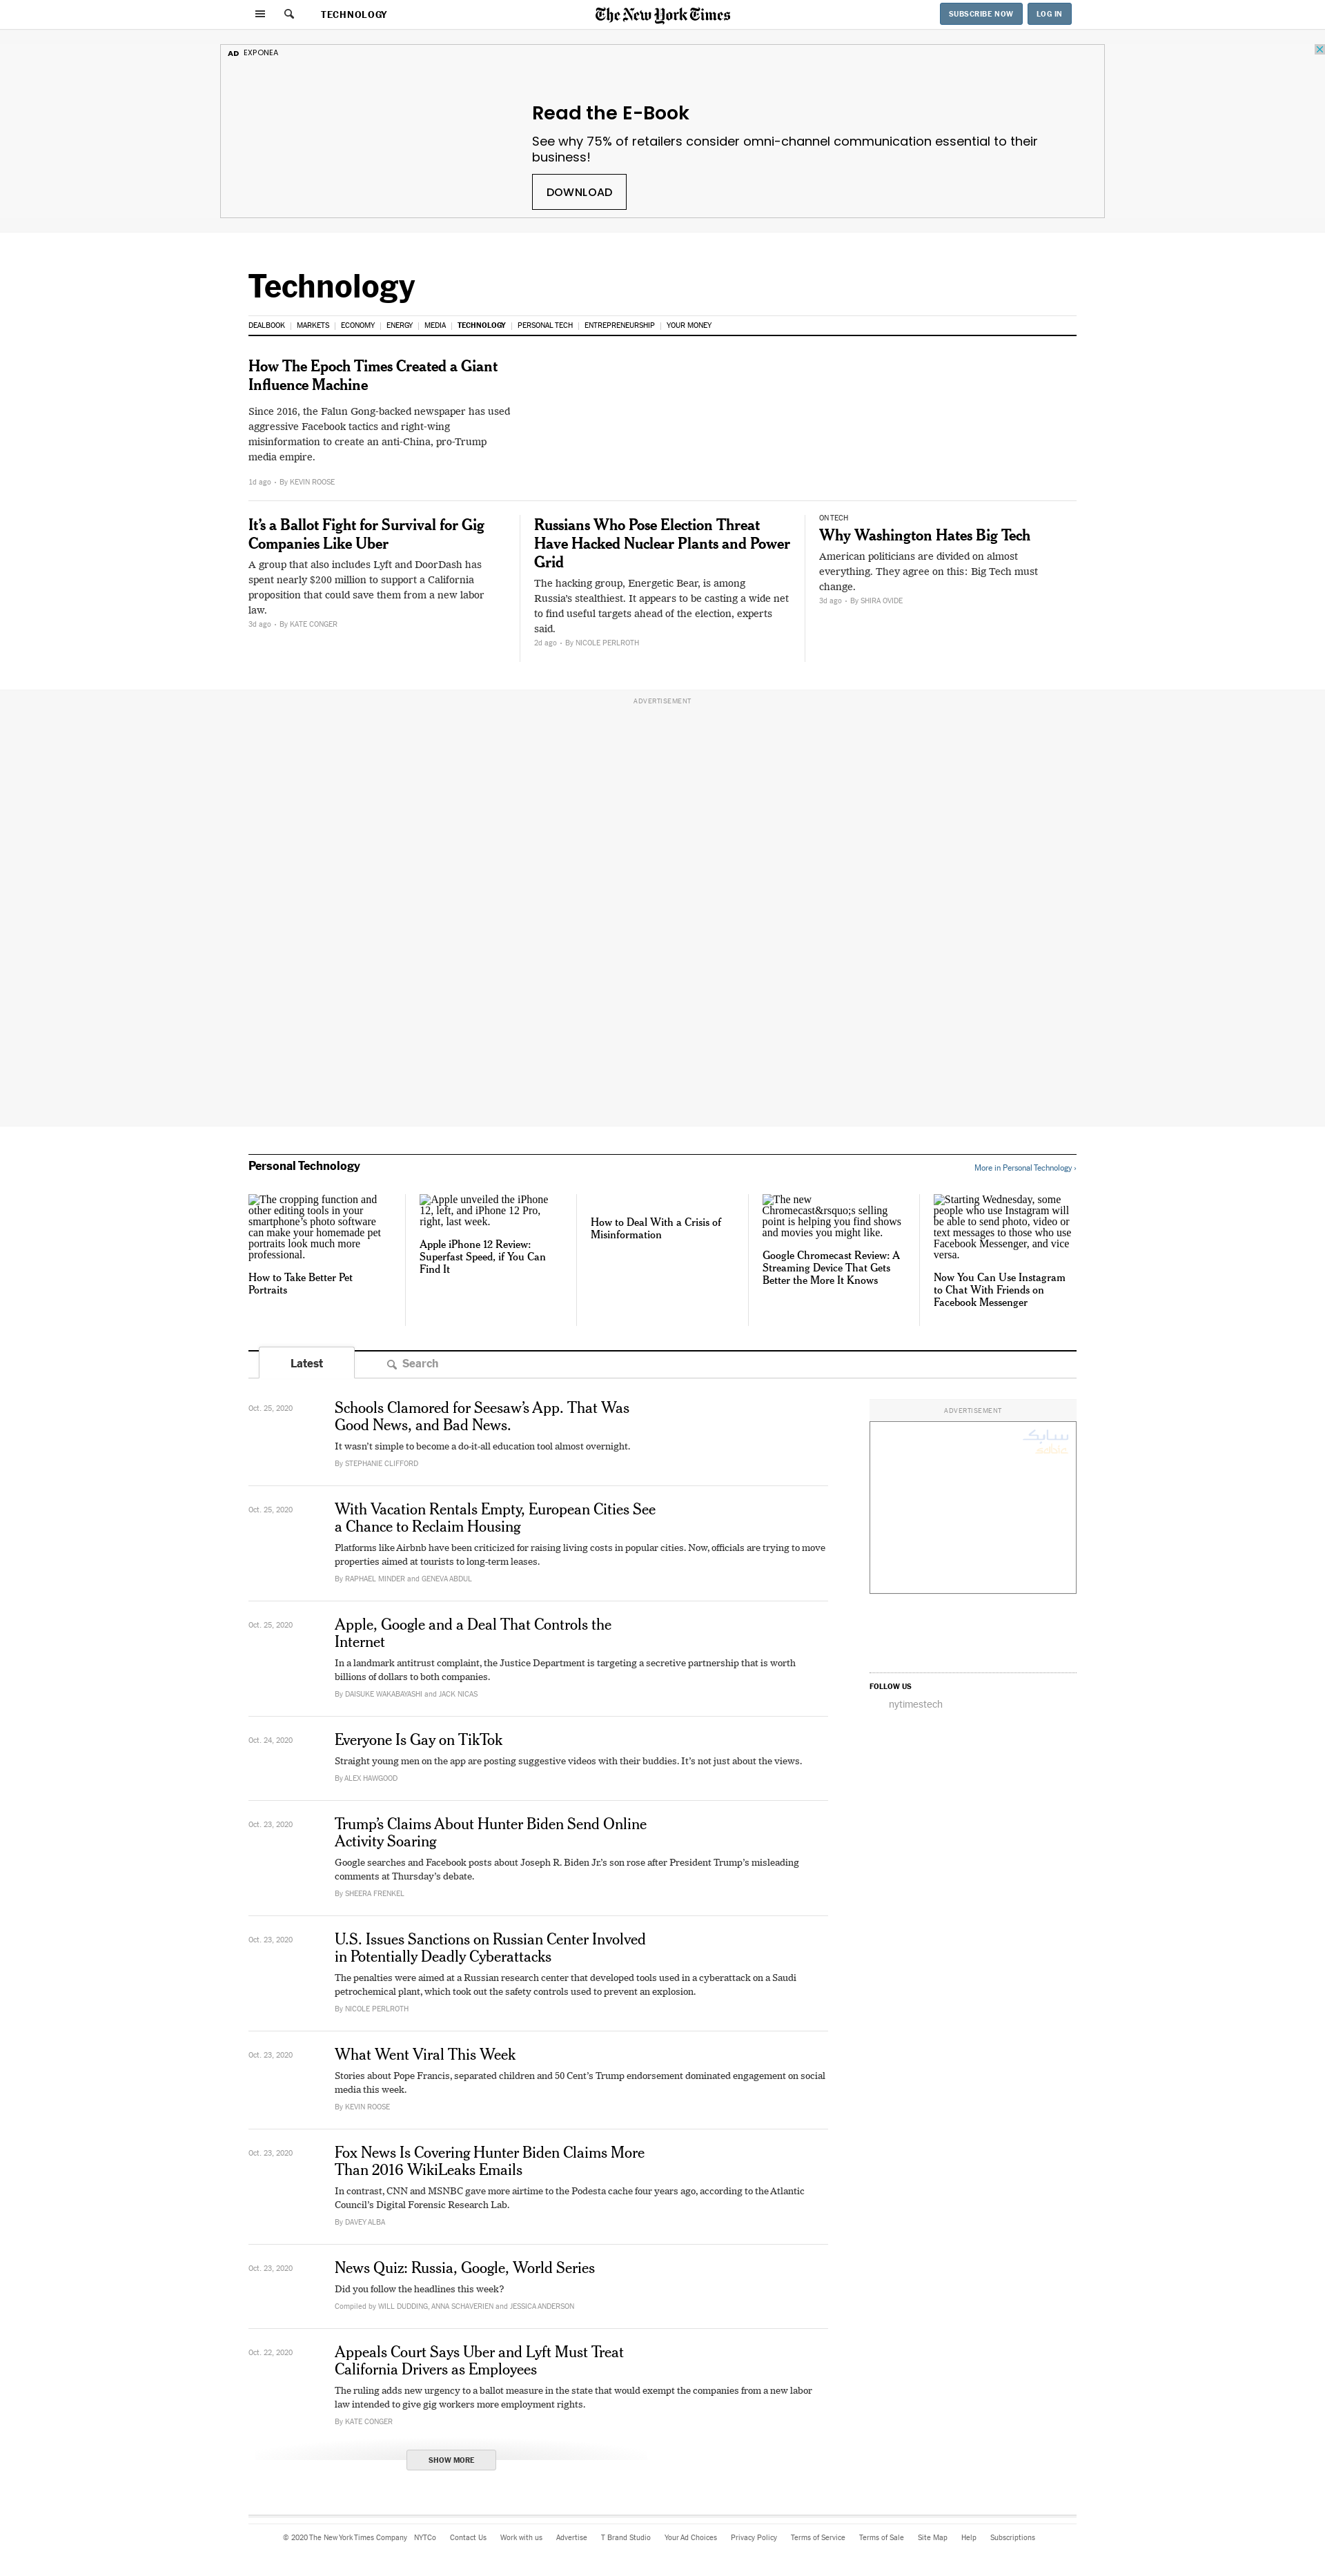 TECHNOLOGY
The New York Times
SUBSCRIBE NOW
LOG IN
AD EXPONEA
Read the E-Book
See why 75% of retailers consider omni-channel communication essential to their
business!
DOWNLOAD
Technology
DEALBOOK
MARKETS
ECONOMY
ENERGY
MEDIA
TECHNOLOGY
PERSONAL TECH
ENTREPRENEURSHIP
YOUR MONEY
How The Epoch Times Created a Giant
Influence Machine
Since 2016, the Falun Gong-backed newspaper has used
aggressive Facebook tactics and right-wing
misinformation to create an anti-China, pro-Trump
media empire.
1d ago • By KEVIN ROOSE
It’s a Ballot Fight for Survival for Gig
Companies Like Uber
A group that also includes Lyft and DoorDash has
spent nearly $200 million to support a California
proposition that could save them from a new labor
law.
3d ago • By KATE CONGER
Russians Who Pose Election Threat
Have Hacked Nuclear Plants and Power
Grid
The hacking group, Energetic Bear, is among
Russia’s stealthiest. It appears to be casting a wide net
to find useful targets ahead of the election, experts
said.
2d ago • By NICOLE PERLROTH
ON TECH
Why Washington Hates Big Tech
American politicians are divided on almost
everything. They agree on this: Big Tech must
change.
3d ago • By SHIRA OVIDE
ADVERTISEMENT
Personal Technology
More in Personal Technology ›
The cropping function and
other editing tools in your
smartphone’s photo software
can make your homemade pet
portraits look much more
professional.
How to Take Better Pet
Portraits
Apple unveiled the iPhone
12, left, and iPhone 12 Pro,
right, last week.
Apple iPhone 12 Review:
Superfast Speed, if You Can
Find It
How to Deal With a Crisis of
Misinformation
The new
Chromecast&rsquo;s selling
point is helping you find shows
and movies you might like.
Google Chromecast Review: A
Streaming Device That Gets
Better the More It Knows
Starting Wednesday, some
people who use Instagram will
be able to send photo, video or
text messages to those who use
Facebook Messenger, and vice
versa.
Now You Can Use Instagram
to Chat With Friends on
Facebook Messenger
Latest
Search
Oct. 25, 2020
Schools Clamored for Seesaw’s App. That Was
Good News, and Bad News.
It wasn’t simple to become a do-it-all education tool almost overnight.
By STEPHANIE CLIFFORD
Oct. 25, 2020
With Vacation Rentals Empty, European Cities See
a Chance to Reclaim Housing
Platforms like Airbnb have been criticized for raising living costs in popular cities. Now, officials are trying to move
properties aimed at tourists to long-term leases.
By RAPHAEL MINDER and GENEVA ABDUL
Oct. 25, 2020
Apple, Google and a Deal That Controls the
Internet
In a landmark antitrust complaint, the Justice Department is targeting a secretive partnership that is worth
billions of dollars to both companies.
By DAISUKE WAKABAYASHI and JACK NICAS
Oct. 24, 2020
Everyone Is Gay on TikTok
Straight young men on the app are posting suggestive videos with their buddies. It’s not just about the views.
By ALEX HAWGOOD
Oct. 23, 2020
Trump’s Claims About Hunter Biden Send Online
Activity Soaring
Google searches and Facebook posts about Joseph R. Biden Jr.’s son rose after President Trump’s misleading
comments at Thursday’s debate.
By SHEERA FRENKEL
Oct. 23, 2020
U.S. Issues Sanctions on Russian Center Involved
in Potentially Deadly Cyberattacks
The penalties were aimed at a Russian research center that developed tools used in a cyberattack on a Saudi
petrochemical plant, which took out the safety controls used to prevent an explosion.
By NICOLE PERLROTH
Oct. 23, 2020
What Went Viral This Week
Stories about Pope Francis, separated children and 50 Cent’s Trump endorsement dominated engagement on social
media this week.
By KEVIN ROOSE
Oct. 23, 2020
Fox News Is Covering Hunter Biden Claims More
Than 2016 WikiLeaks Emails
In contrast, CNN and MSNBC gave more airtime to the Podesta cache four years ago, according to the Atlantic
Council’s Digital Forensic Research Lab.
By DAVEY ALBA
Oct. 23, 2020
News Quiz: Russia, Google, World Series
Did you follow the headlines this week?
Compiled by WILL DUDDING, ANNA SCHAVERIEN and JESSICA ANDERSON
Oct. 22, 2020
Appeals Court Says Uber and Lyft Must Treat
California Drivers as Employees
The ruling adds new urgency to a ballot measure in the state that would exempt the companies from a new labor
law intended to give gig workers more employment rights.
By KATE CONGER
SHOW MORE
ADVERTISEMENT
سابك
sabic
FOLLOW US
nytimestech
© 2020 The New York Times Company
NYTCo
Contact Us
Work with us
Advertise
T Brand Studio
Your Ad Choices
Privacy Policy
Terms of Service
Terms of Sale
Site Map
Help
Subscriptions